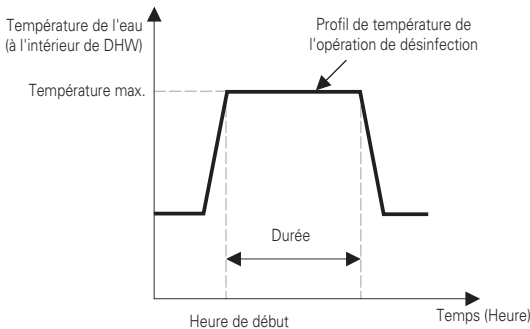 Température de l'eau
(à l'intérieur de DHW)
Profil de température de
l'opération de désinfection
Température max.
Durée
Heure de début
Temps (Heure)